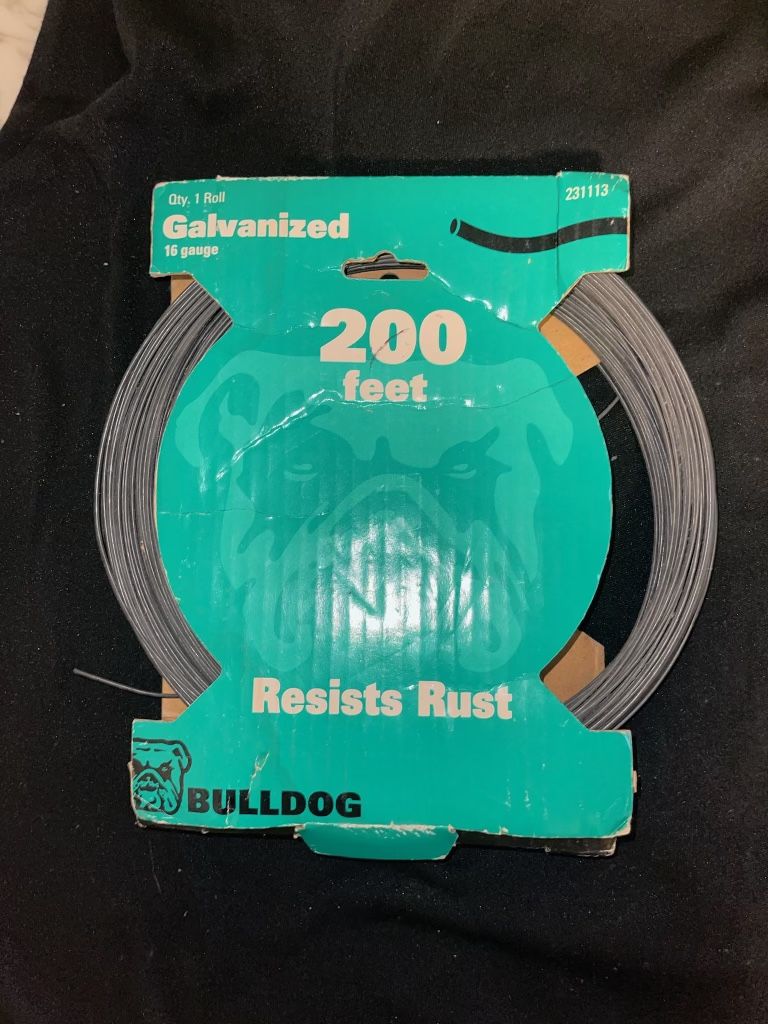 Qty. 1 Roll
231113
Galvanized
16 gauge
200
feet
Resists Rust
BULLDOG